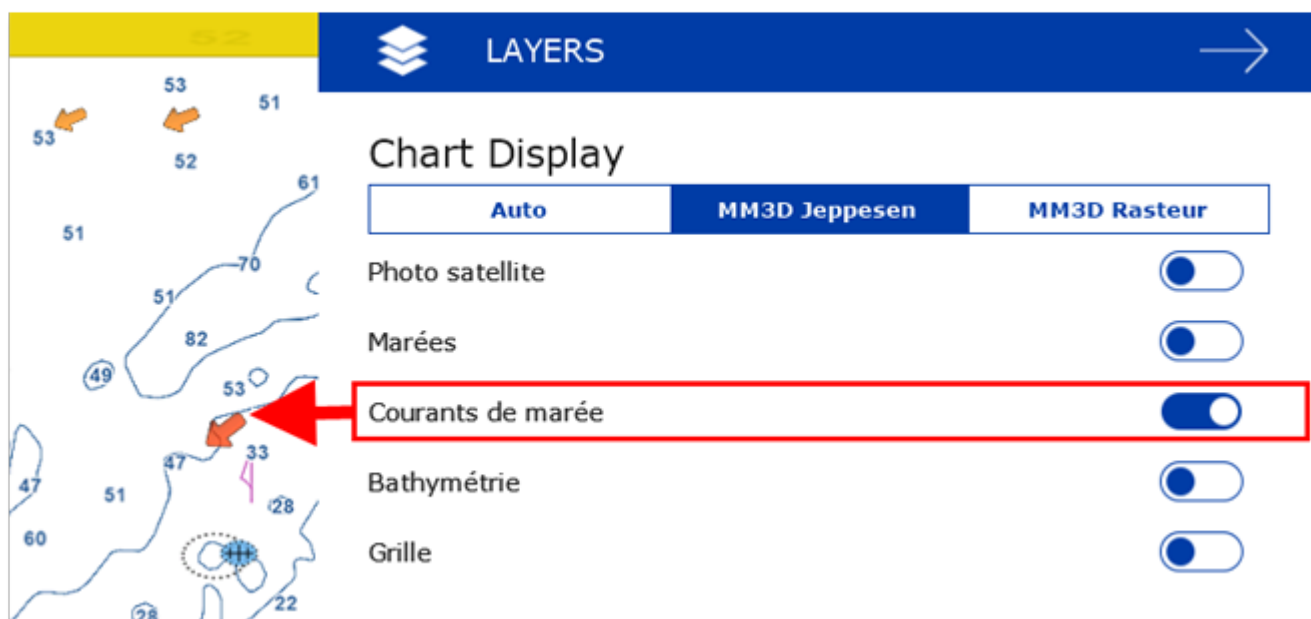 52
LAYERS
53
51
53
52
Chart Display
61
Auto MM3D Jeppesen MM3D Rasteur
51
70
Photo satellite
51
82
Marées
49
53
Courants de marée
33
47
47
51
Bathymétrie
28
60
Grille
22
28